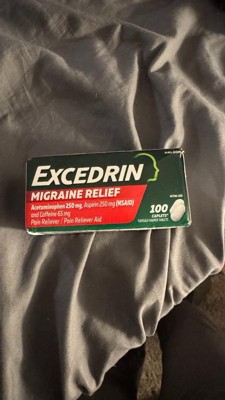 EXCEDRIN
MIGRAINE RELIEF
Acetaminophen 250 mg, Aspirin 250 mg (NSAID)
and Caffeine 65 mg
Pain Reliever / Pain Reliever Aid
100
CAPLETS*